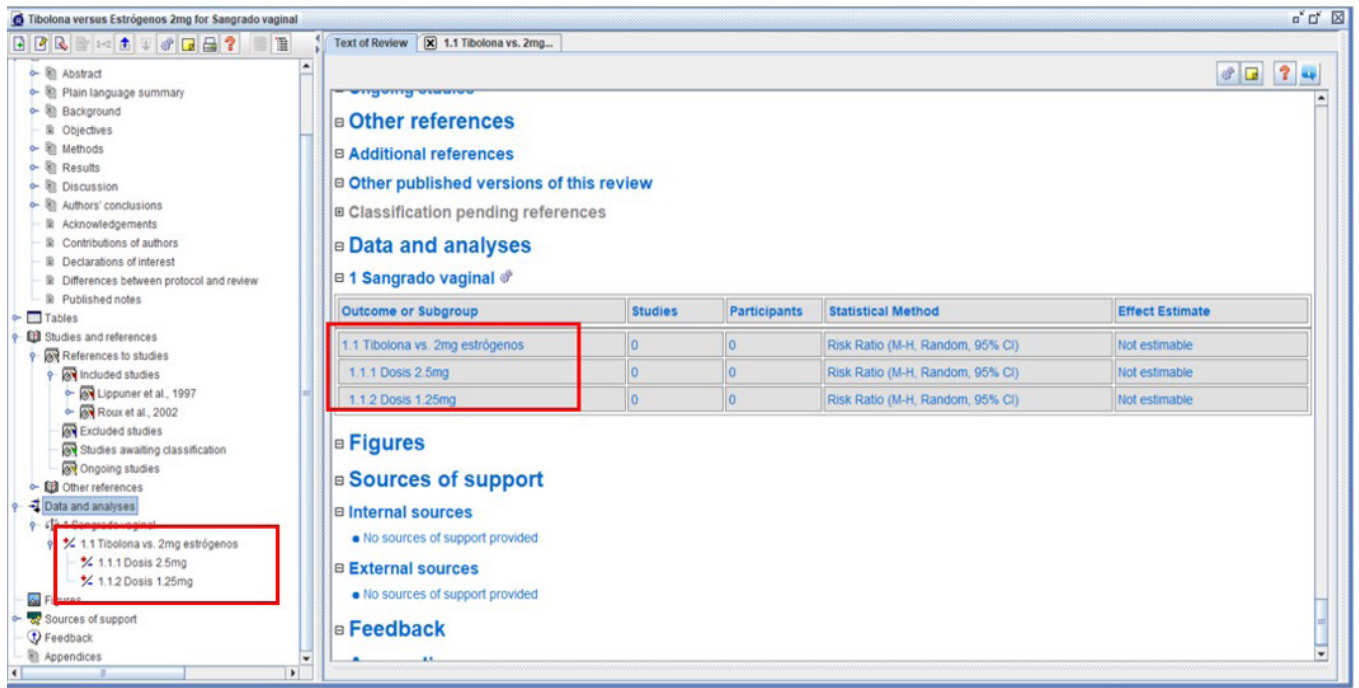 Tibolona versus Estrógenos 2mg for Sangrado vaginal
Abstract
Plain language summary
Background
Objectives
Methods
Results
Discussion
Authors' conclusions
Acknowledgements
Contributions of authors
Declarations of interest
Differences between protocol and review
Published notes
Tables
Studies and references
References to studies
Included studies
Lippuner et al., 1997
Roux et al., 2002
Excluded studies
Studies awaiting classification
Ongoing studies
Other references
Data and analyses
1 Sangrado vaginal
1.1 Tibolona vs. 2mg estrógenos
1.1.1 Dosis 2.5mg
1.1.2 Dosis 1.25mg
Figures
Sources of support
Feedback
Appendices
Text of Review 1.1 Tibolona vs. 2mg...
Ongoing studies
Other references
Additional references
Other published versions of this review
Classification pending references
Data and analyses
1 Sangrado vaginal
Outcome or Subgroup Studies Participants Statistical Method Effect Estimate
1.1 Tibolona vs. 2mg estrógenos 0 0 Risk Ratio (M-H, Random, 95% CI) Not estimable
1.1.1 Dosis 2.5mg 0 0 Risk Ratio (M-H, Random, 95% CI) Not estimable
1.1.2 Dosis 1.25mg 0 0 Risk Ratio (M-H, Random, 95% CI) Not estimable
Figures
Sources of support
Internal sources
No sources of support provided
External sources
No sources of support provided
Feedback